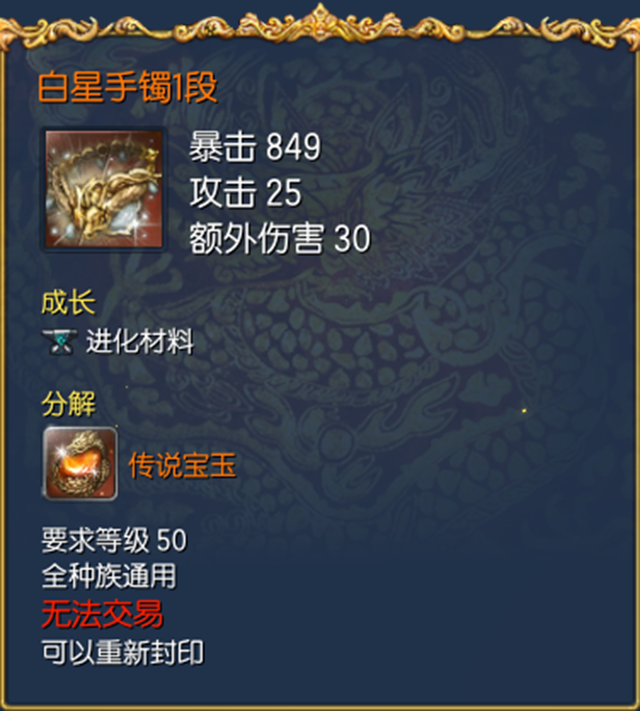 白星手镯1段
暴击 849
攻击 25
额外伤害 30
成长
进化材料
分解
传说宝玉
要求等级 50
全种族通用
无法交易
可以重新封印